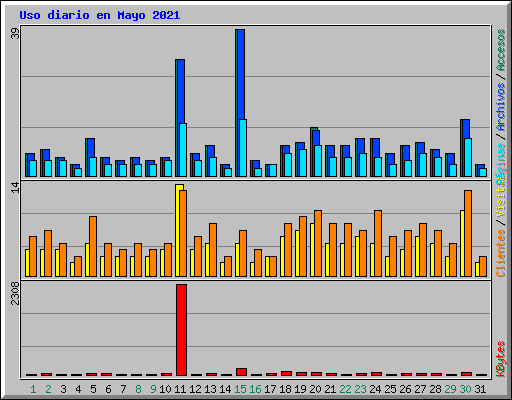 Uso diario en Mayo 2021
39
14
2308
Accesos / Archivos / Páginas
Visitas / Clientes
KBytes
1 2 3 4 5 6 7 8 9 10 11 12 13 14 15 16 17 18 19 20 21 22 23 24 25 26 27 28 29 30 31